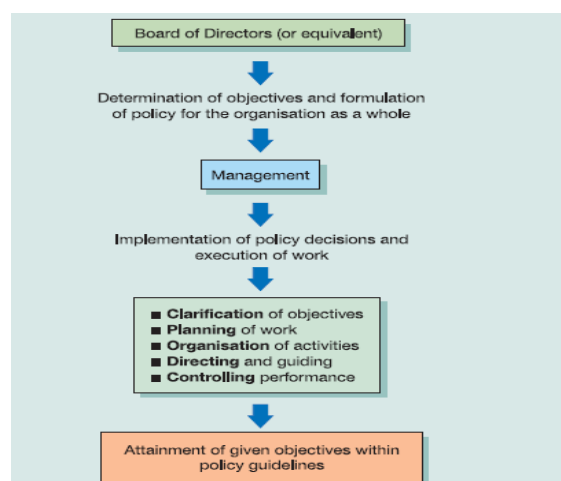 Board of Directors (or equivalent)
Determination of objectives and formulation
of policy for the organisation as a whole
Management
Implementation of policy decisions and
execution of work
■ Clarification of objectives
■ Planning of work
■ Organisation of activities
■ Directing and guiding
■ Controlling performance
Attainment of given objectives within
policy guidelines